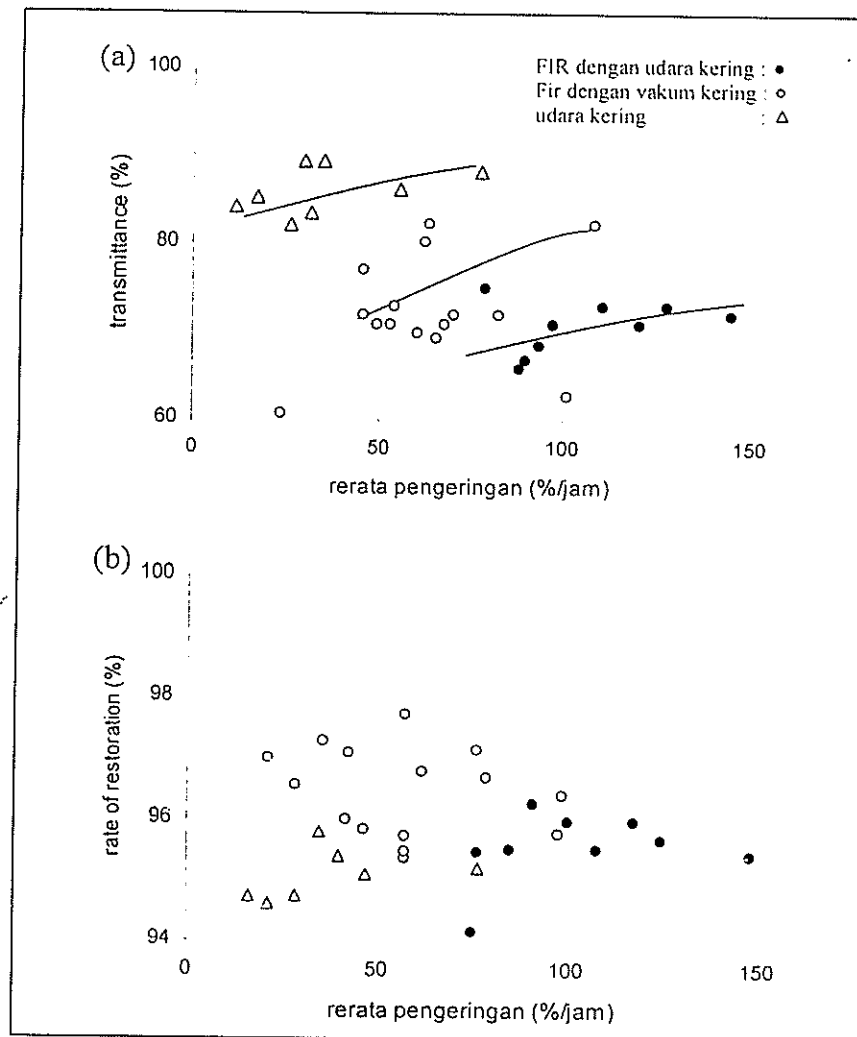 (a)
100
80
60
transmittance (%)
FIR dengan udara kering : ●
Fir dengan vakum kering : ○
udara kering : △
0 50 100 150
rerata pengeringan (%/jam)
(b)
100
98
96
94
rate of restoration (%)
0 50 100 150
rerata pengeringan (%/jam)